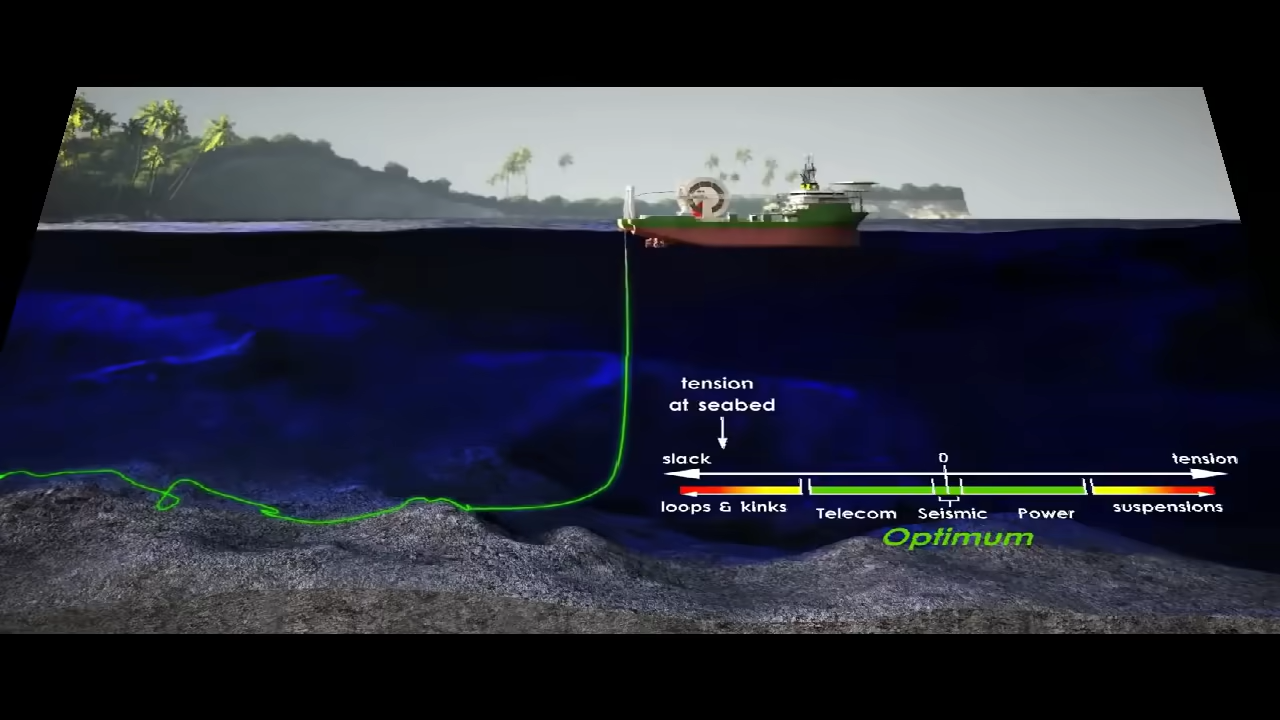 tension
at seabed
slack
0
tension
loops & kinks
Telecom
Seismic
Power
suspensions
Optimum